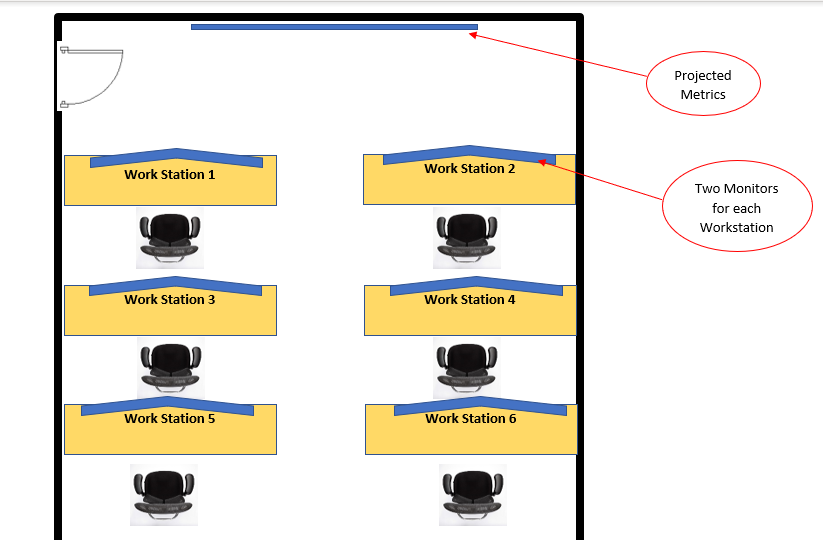 Projected
Metrics
Work Station 1
Work Station 2
Two Monitors
for each
Workstation
Work Station 3
Work Station 4
Work Station 5
Work Station 6